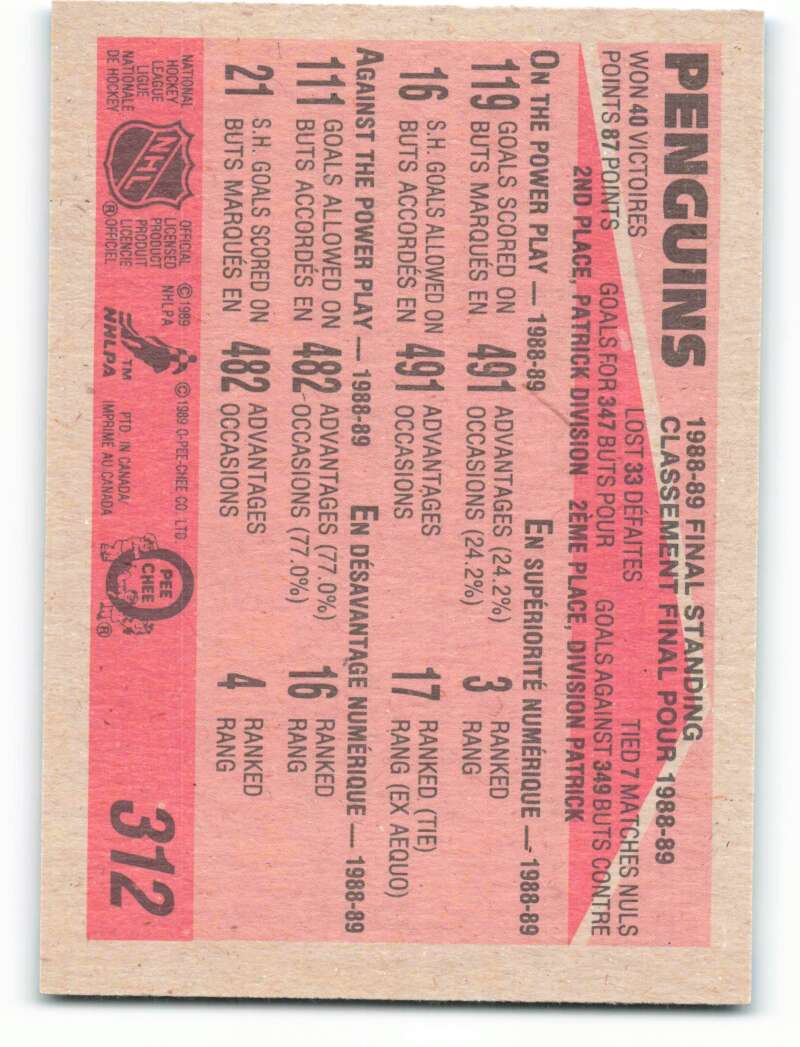 PENGUINS
1988-89 FINAL STANDING
CLASSEMENT FINAL POUR 1988-89
WON 40 VICTOIRES LOST 33 DÉFAITES TIED 7 MATCHES NULS
POINTS 87 POINTS GOALS FOR 347 BUTS POUR GOALS AGAINST 349 BUTS CONTRE
2ND PLACE, PATRICK DIVISION 2ÈME PLACE, DIVISION PATRICK
ON THE POWER PLAY — 1988-89 EN SUPÉRIORITÉ NUMÉRIQUE — 1988-89
119 GOALS SCORED ON 491 ADVANTAGES (24.2%) 3 RANKED
BUTS MARQUÉS EN OCCASIONS (24.2%) RANG
16 S.H. GOALS ALLOWED ON 491 ADVANTAGES 17 RANKED (TIE)
BUTS ACCORDÉS EN OCCASIONS RANG (EX AEQUO)
AGAINST THE POWER PLAY — 1988-89 EN DÉSAVANTAGE NUMÉRIQUE — 1988-89
111 GOALS ALLOWED ON 482 ADVANTAGES (77.0%) 16 RANKED
BUTS ACCORDÉS EN OCCASIONS (77.0%) RANG
21 S.H. GOALS SCORED ON 482 ADVANTAGES 4 RANKED
BUTS MARQUÉS EN OCCASIONS RANG
NATIONAL
HOCKEY
LEAGUE
LIGUE
NATIONALE
DE HOCKEY
NHL
®
OFFICIAL
LICENSED
PRODUCT
PRODUIT
LICENCIÉ
OFFICIEL
© 1989
NHLPA
™
NHLPA
© 1989 O-PEE-CHEE CO. LTD.
PTD. IN CANADA/
IMPRIMÉ AU CANADA
O
PEE
CHEE
®
312